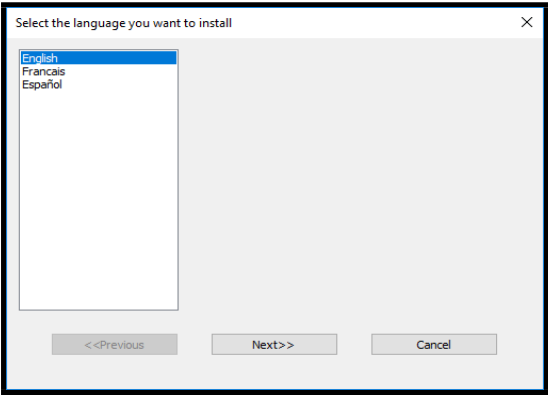 Select the language you want to install
English
Francais
Español
<<Previous
Next>>
Cancel